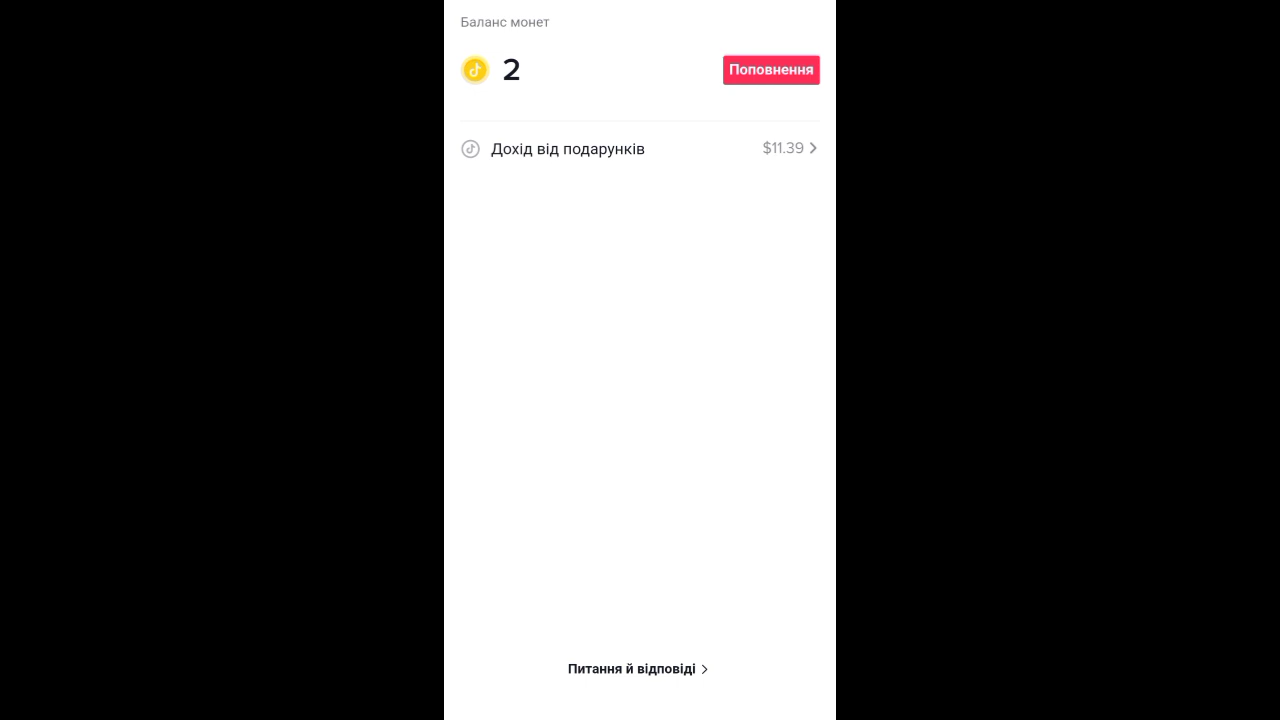 Баланс монет
2
Поповнення
Дохід від подарунків
$11.39
Питання й відповіді